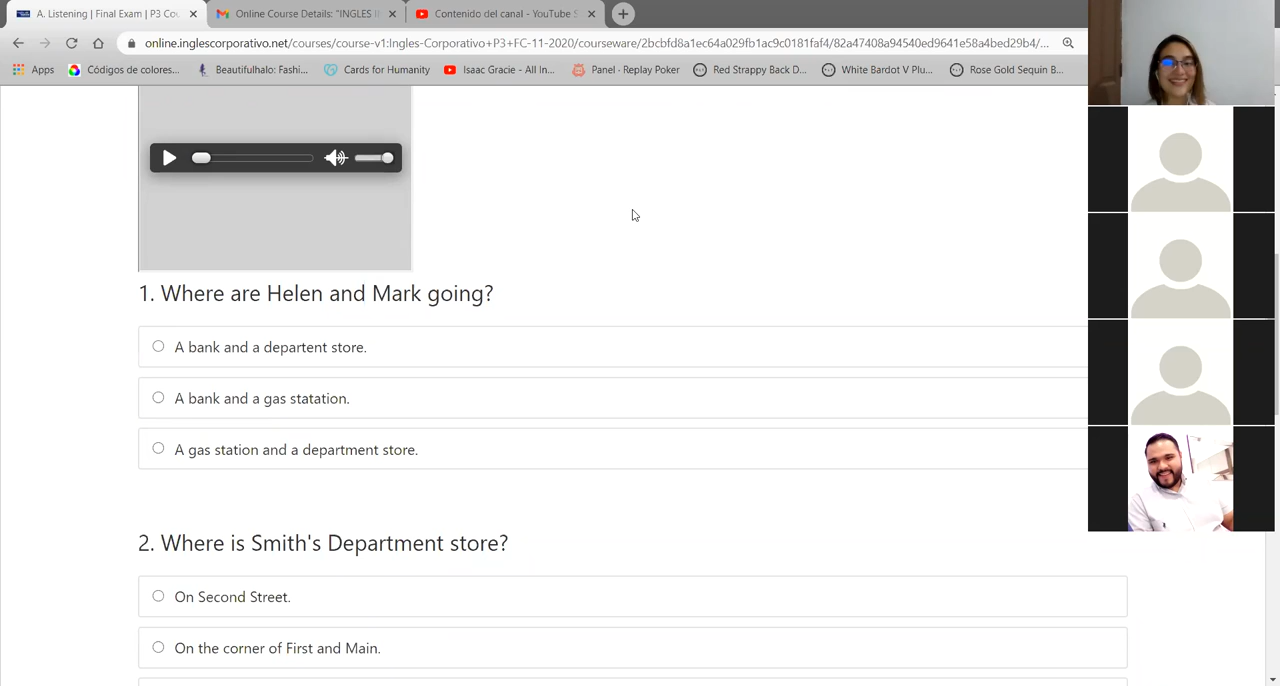 A. Listening | Final Exam | P3 Cou
Online Course Details: "INGLES II
Contenido del canal - YouTube S
online.inglescorporativo.net/courses/course-v1:Ingles-Corporativo+P3+FC-11-2020/courseware/2bcbfd8a1ec64a029fb1ac9c0181faf4/82a47408a94540ed9641e58a4bed29b4/...
Apps
Códigos de colores...
Beautifulhalo: Fashi...
Cards for Humanity
Isaac Gracie - All In...
Panel · Replay Poker
Red Strappy Back D...
White Bardot V Plu...
Rose Gold Sequin B...
1. Where are Helen and Mark going?
A bank and a departent store.
A bank and a gas statation.
A gas station and a department store.
2. Where is Smith's Department store?
On Second Street.
On the corner of First and Main.